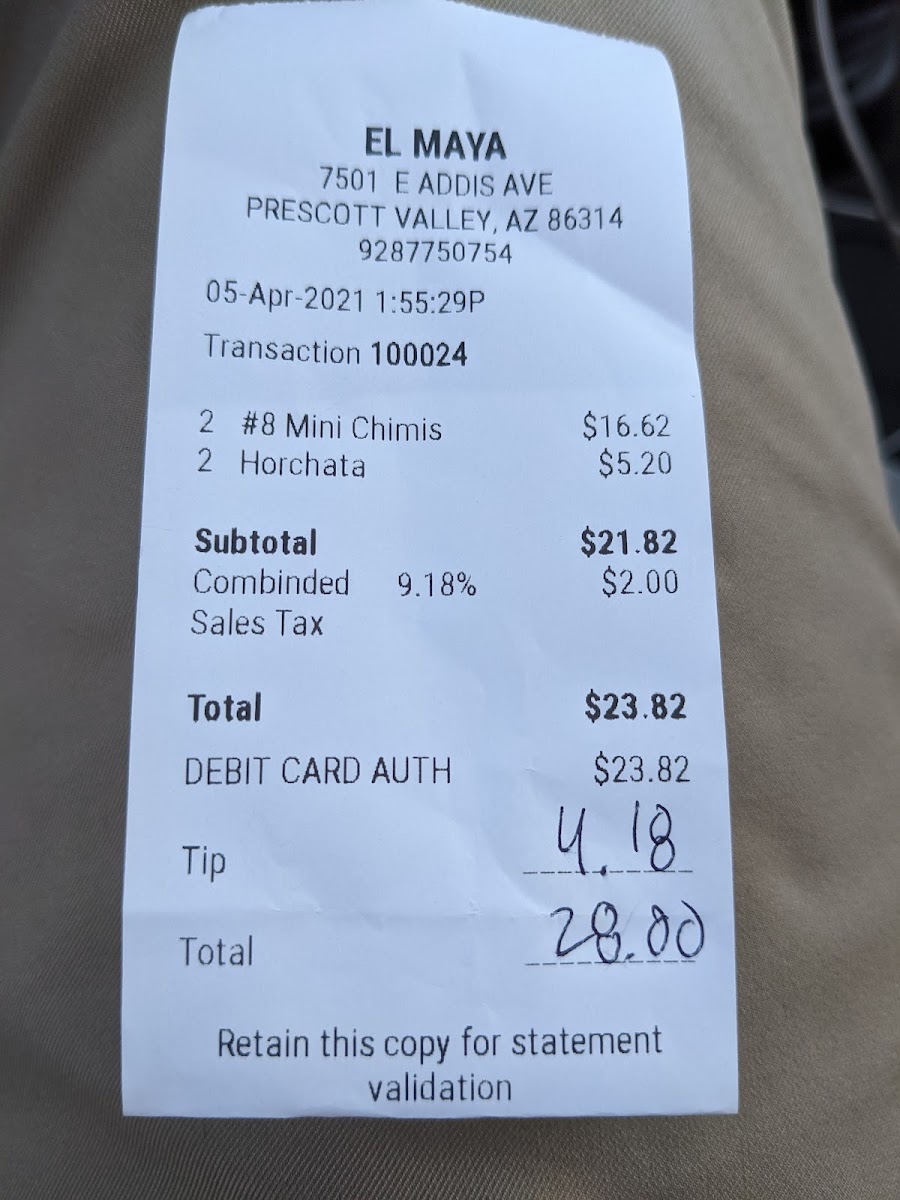 EL MAYA
7501 E ADDIS AVE
PRESCOTT VALLEY, AZ 86314
9287750754
05-Apr-2021 1:55:29P
Transaction 100024
2 #8 Mini Chimis $16.62
2 Horchata $5.20
Subtotal $21.82
Combinded 9.18% $2.00
Sales Tax
Total $23.82
DEBIT CARD AUTH $23.82
Tip 4.18
Total 28.00
Retain this copy for statement
validation